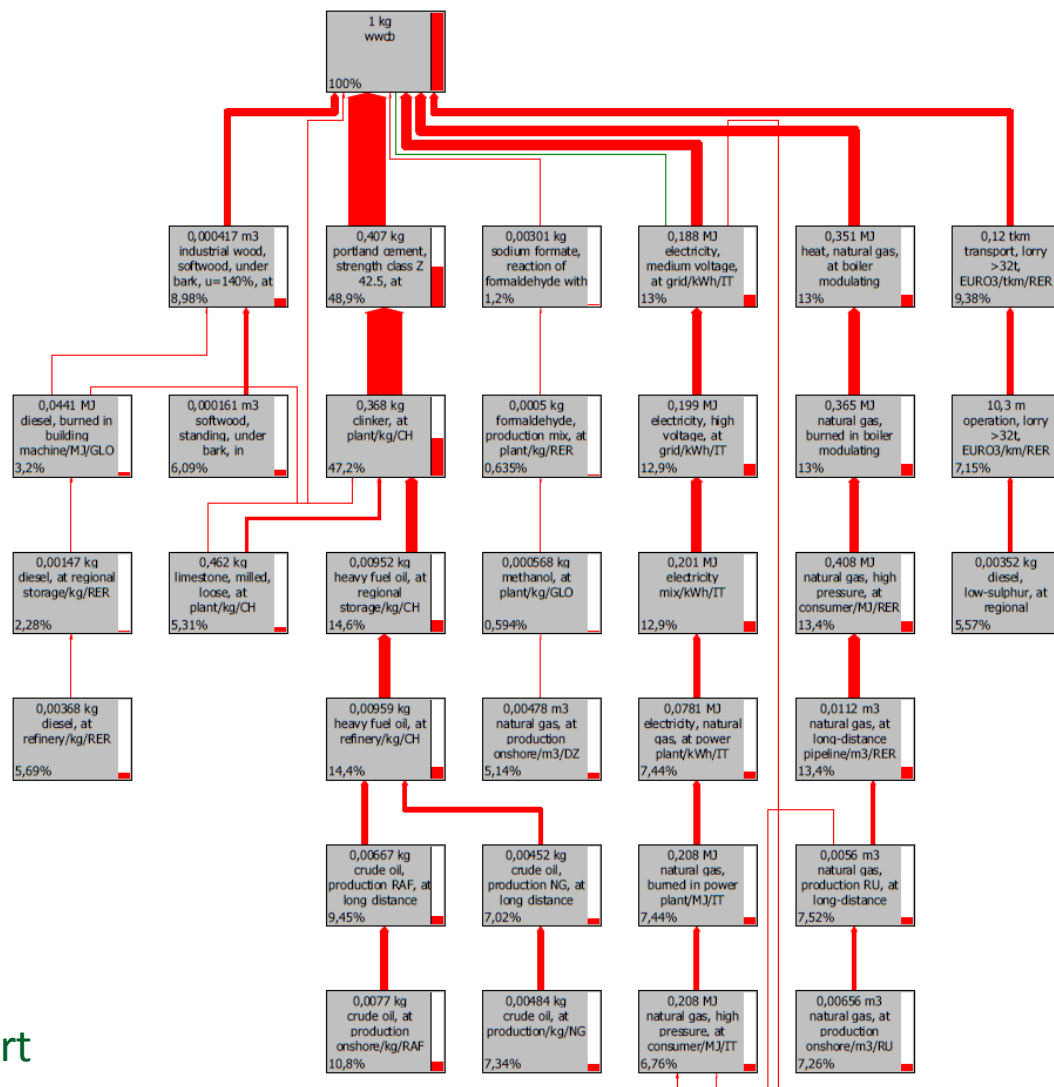 1 kg
wwcb
100%
0,000417 m3
industrial wood,
softwood, under
bark, u=140%, at
8,98%
0,407 kg
portland cement,
strength class Z
42.5, at
48,9%
0,00301 kg
sodium formate,
reaction of
formaldehyde with
1,2%
0,188 MJ
electricity,
medium voltage,
at grid/kWh/IT
13%
0,351 MJ
heat, natural gas,
at boiler
modulating
13%
0,12 tkm
transport, lorry
>32t,
EURO3/tkm/RER
9,38%
0,0441 MJ
diesel, burned in
building
machine/MJ/GLO
3,2%
0,000161 m3
softwood,
standing, under
bark, in
6,09%
0,368 kg
clinker, at
plant/kg/CH
47,2%
0,0005 kg
formaldehyde,
production mix, at
plant/kg/RER
0,635%
0,199 MJ
electricity, high
voltage, at
grid/kWh/IT
12,9%
0,365 MJ
natural gas,
burned in boiler
modulating
13%
10,3 m
operation, lorry
>32t,
EURO3/km/RER
7,15%
0,00147 kg
diesel, at regional
storage/kg/RER
2,28%
0,462 kg
limestone, milled,
loose, at
plant/kg/CH
5,31%
0,00952 kg
heavy fuel oil, at
regional
storage/kg/CH
14,6%
0,000568 kg
methanol, at
plant/kg/GLO
0,594%
0,201 MJ
electricity
mix/kWh/IT
12,9%
0,408 MJ
natural gas, high
pressure, at
consumer/MJ/RER
13,4%
0,00352 kg
diesel,
low-sulphur, at
regional
5,57%
0,00368 kg
diesel, at
refinery/kg/RER
5,69%
0,00959 kg
heavy fuel oil, at
refinery/kg/CH
14,4%
0,00478 m3
natural gas, at
production
onshore/m3/DZ
5,14%
0,0781 MJ
electricity, natural
gas, at power
plant/kWh/IT
7,44%
0,0112 m3
natural gas, at
long-distance
pipeline/m3/RER
13,4%
0,00667 kg
crude oil,
production RAF, at
long distance
9,45%
0,00452 kg
crude oil,
production NG, at
long distance
7,02%
0,208 MJ
natural gas,
burned in power
plant/MJ/IT
7,44%
0,0056 m3
natural gas,
production RU, at
long-distance
7,52%
0,0077 kg
crude oil, at
production
onshore/kg/RAF
10,8%
0,00484 kg
crude oil, at
production/kg/NG
7,34%
0,208 MJ
natural gas, high
pressure, at
consumer/MJ/IT
6,76%
0,00656 m3
natural gas, at
production
onshore/m3/RU
7,26%
rt